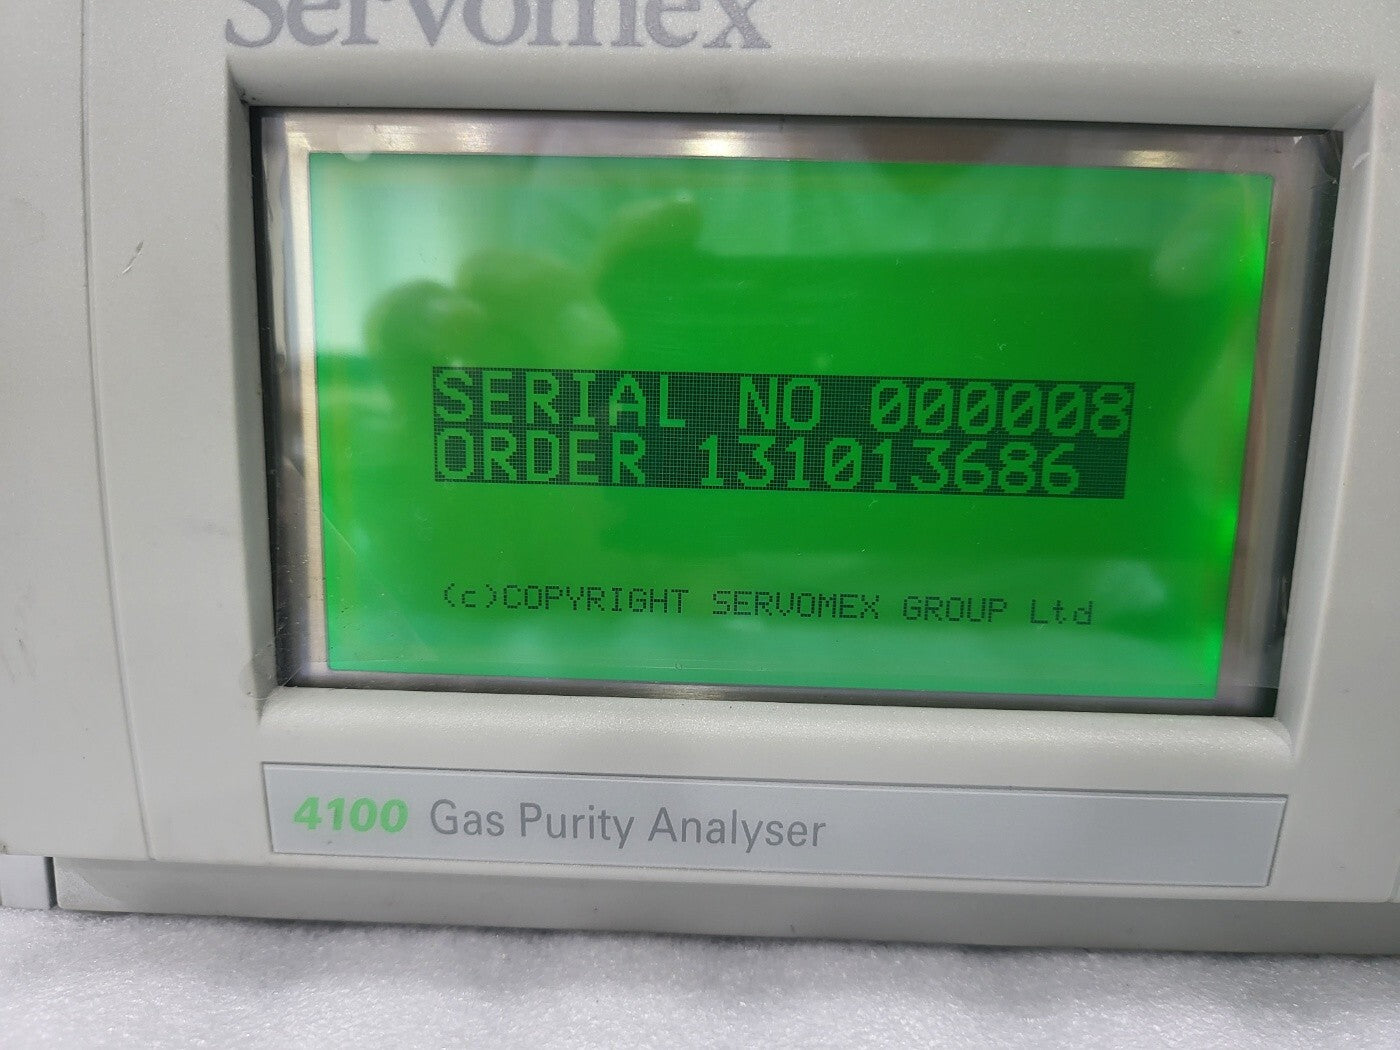 Servomex
SERIAL NO 000008
ORDER 131013686
(c)COPYRIGHT SERVOMEX GROUP Ltd
4100 Gas Purity Analyser